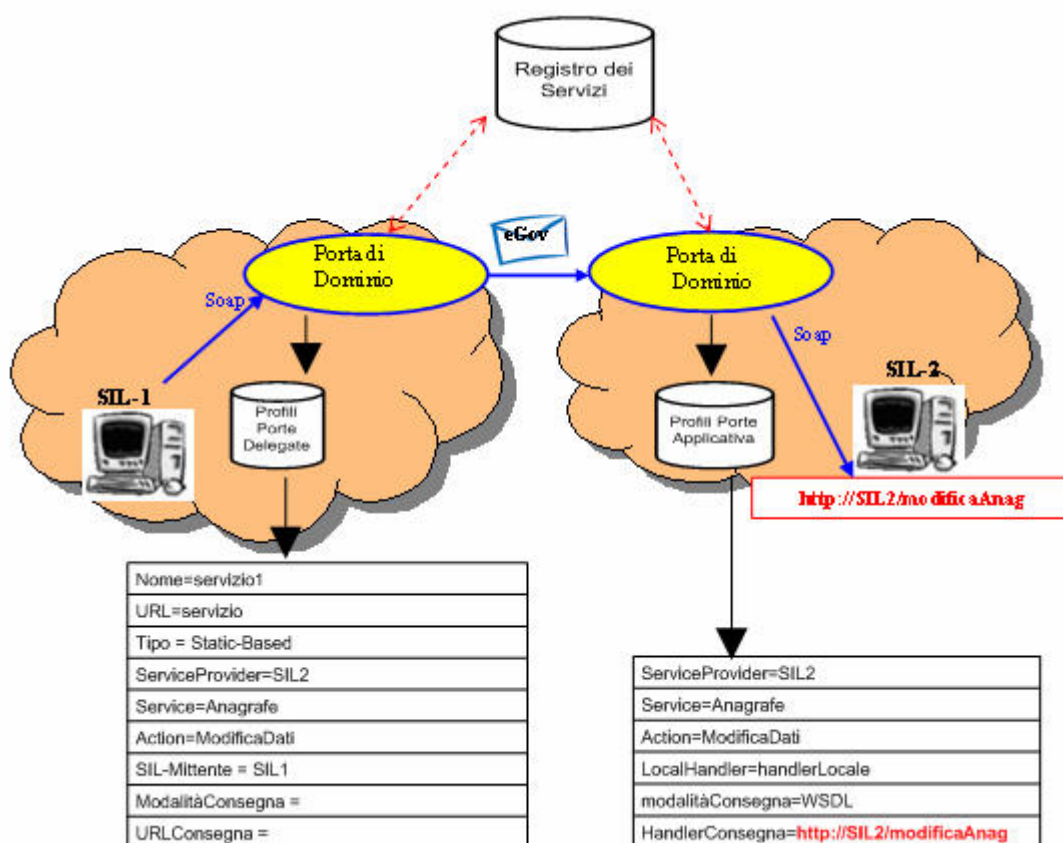 Registro dei
Servizi
eGov
Porta di
Dominio
Porta di
Dominio
Soap
Soap
SIL-1
SIL-2
Profili
Porte
Delegate
Profili Porte
Applicativa
http://SIL2/modificaAnag
Nome=servizio1
URL=servizio
Tipo = Static-Based
ServiceProvider=SIL2
Service=Anagrafe
Action=ModificaDati
SIL-Mittente = SIL1
ModalitàConsegna =
URLConsegna =
ServiceProvider=SIL2
Service=Anagrafe
Action=ModificaDati
LocalHandler=handlerLocale
modalitàConsegna=WSDL
HandlerConsegna=http://SIL2/modificaAnag